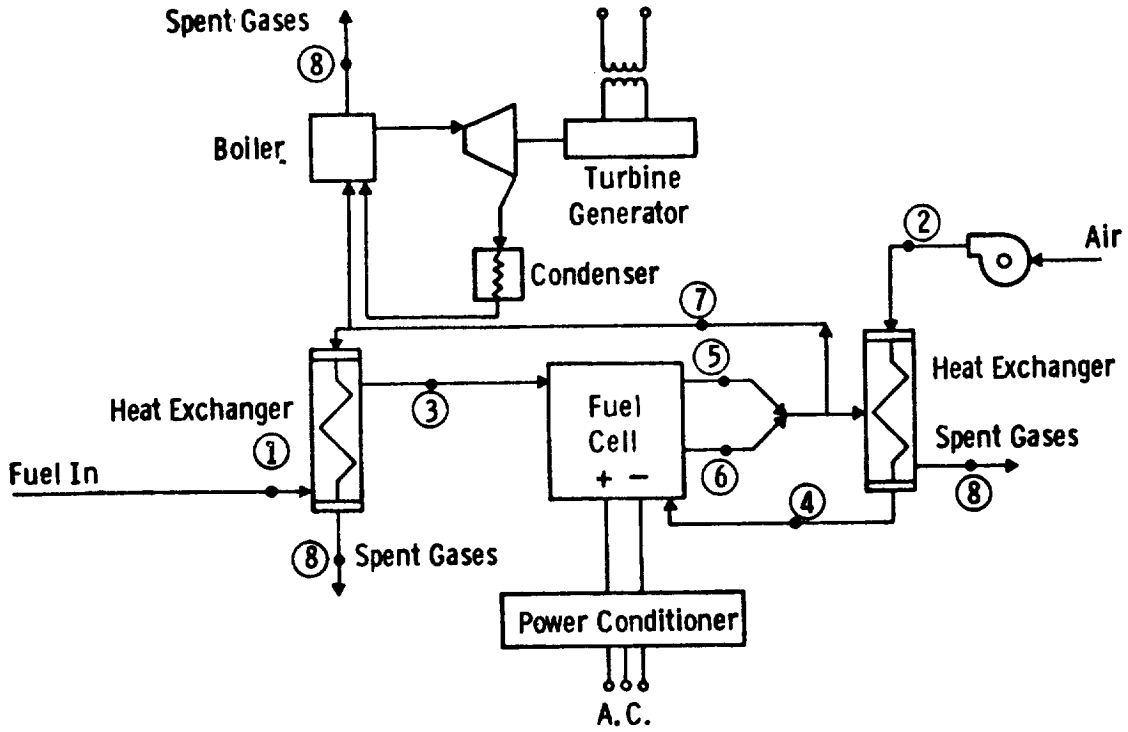 Spent Gases
8
Boiler
Turbine
Generator
2
Air
Condenser
7
5
Heat Exchanger
Heat Exchanger
3
Fuel
Cell
+ −
1
6
Spent Gases
Fuel In
8
4
8
Spent Gases
Power Conditioner
A.C.